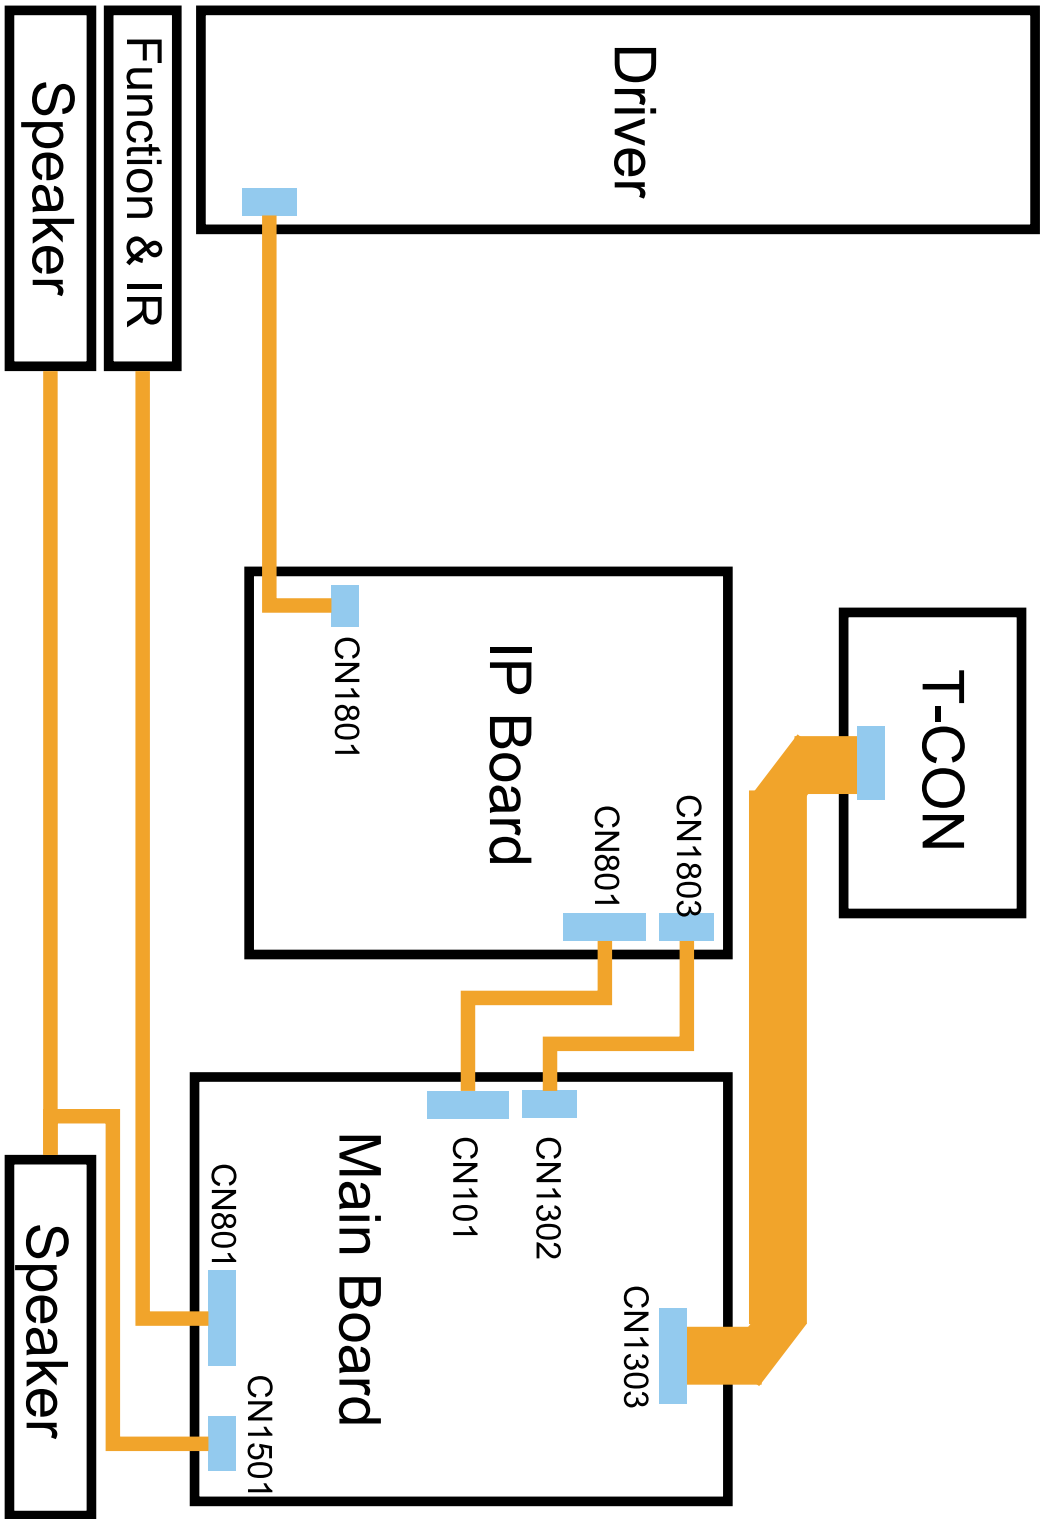 Driver
Function & IR
Speaker
T-CON
IP Board
CN1801
CN1803
CN801
Main Board
CN101
CN1302
CN1303
CN801
CN1501
Speaker